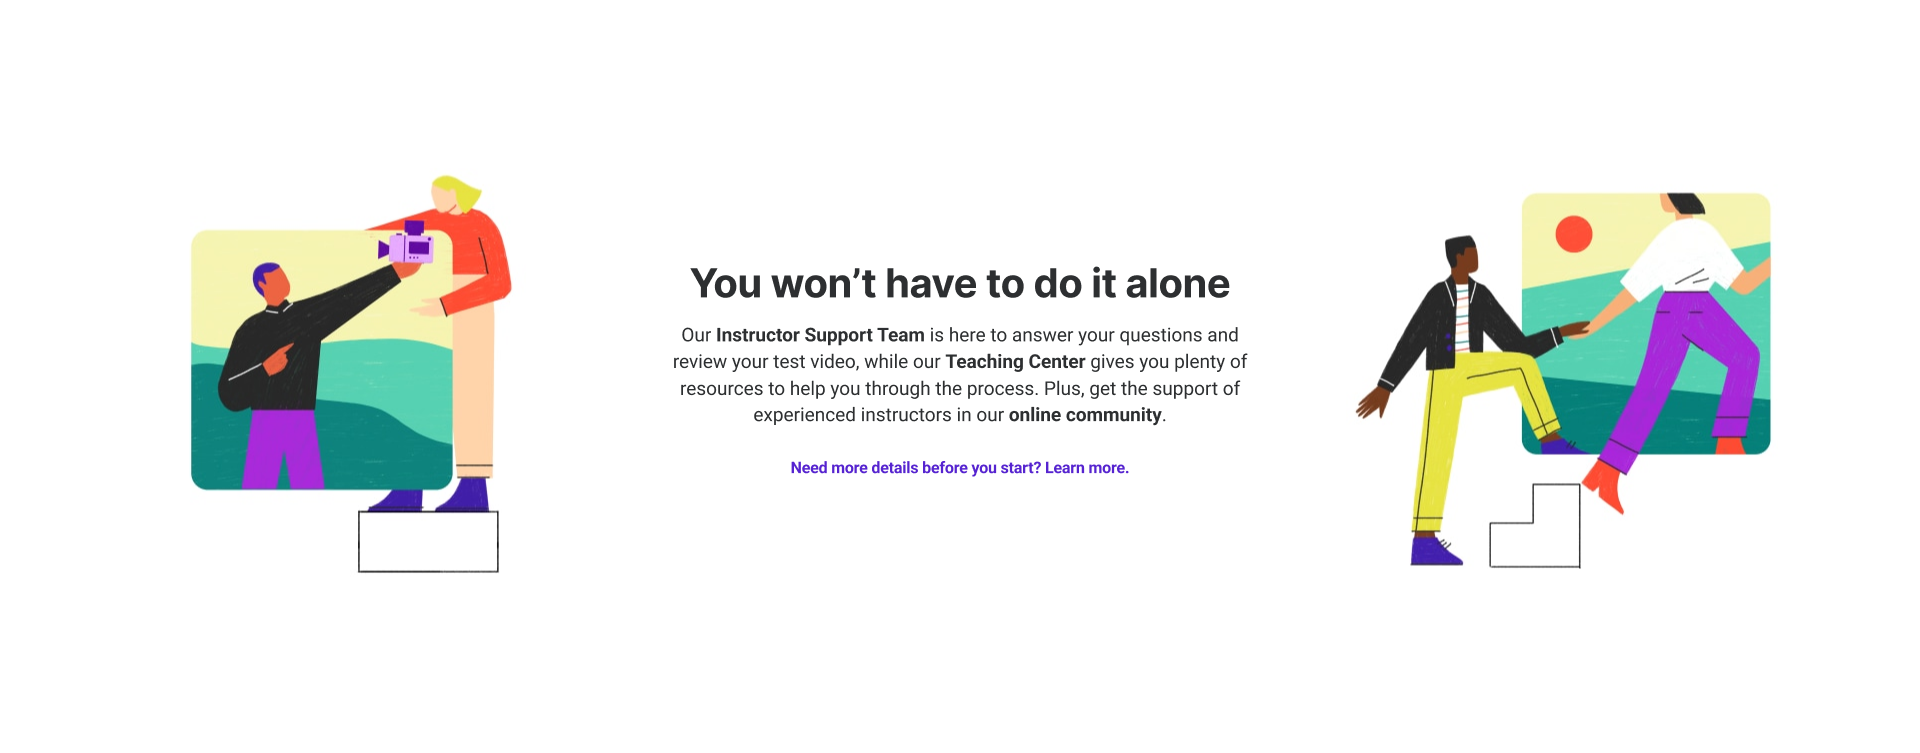 You won’t have to do it alone
Our Instructor Support Team is here to answer your questions and
review your test video, while our Teaching Center gives you plenty of
resources to help you through the process. Plus, get the support of
experienced instructors in our online community.
Need more details before you start? Learn more.